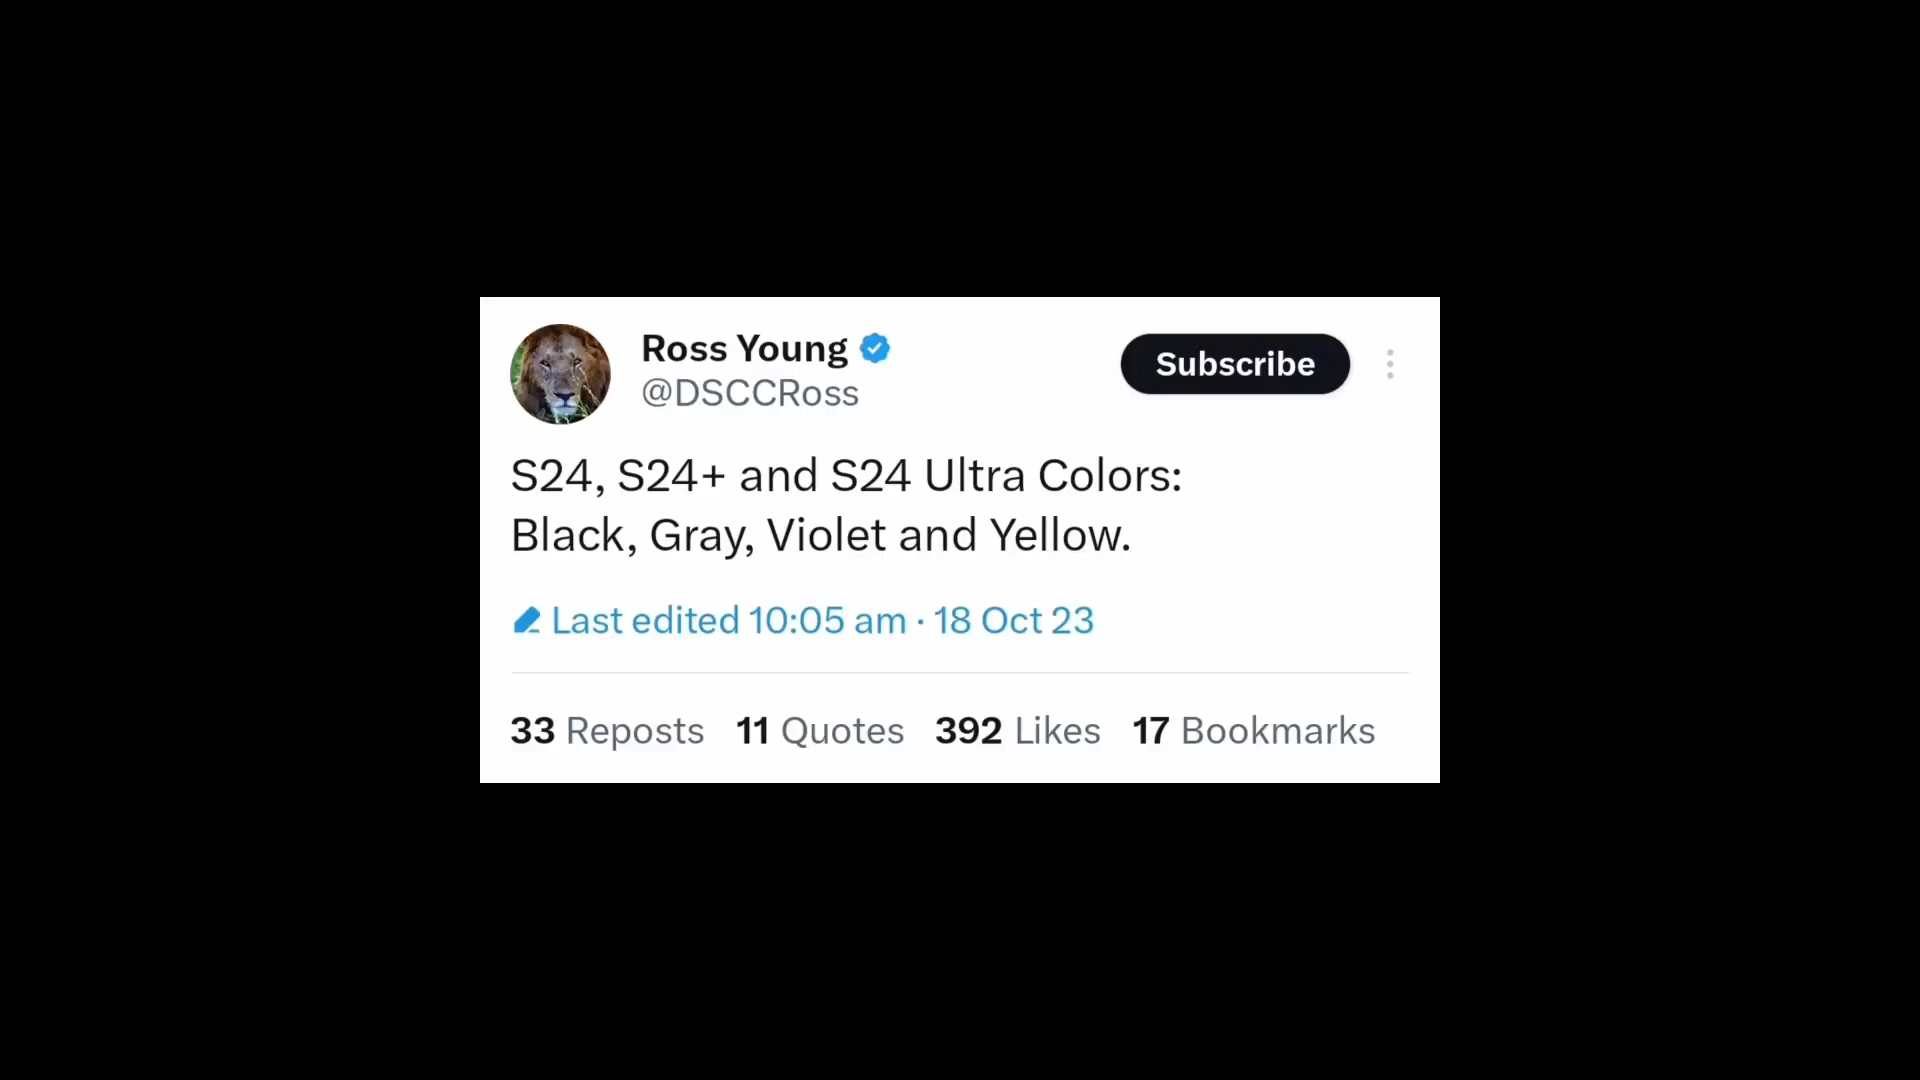 Ross Young
@DSCCRoss
Subscribe
S24, S24+ and S24 Ultra Colors:
Black, Gray, Violet and Yellow.
Last edited 10:05 am · 18 Oct 23
33 Reposts 11 Quotes 392 Likes 17 Bookmarks